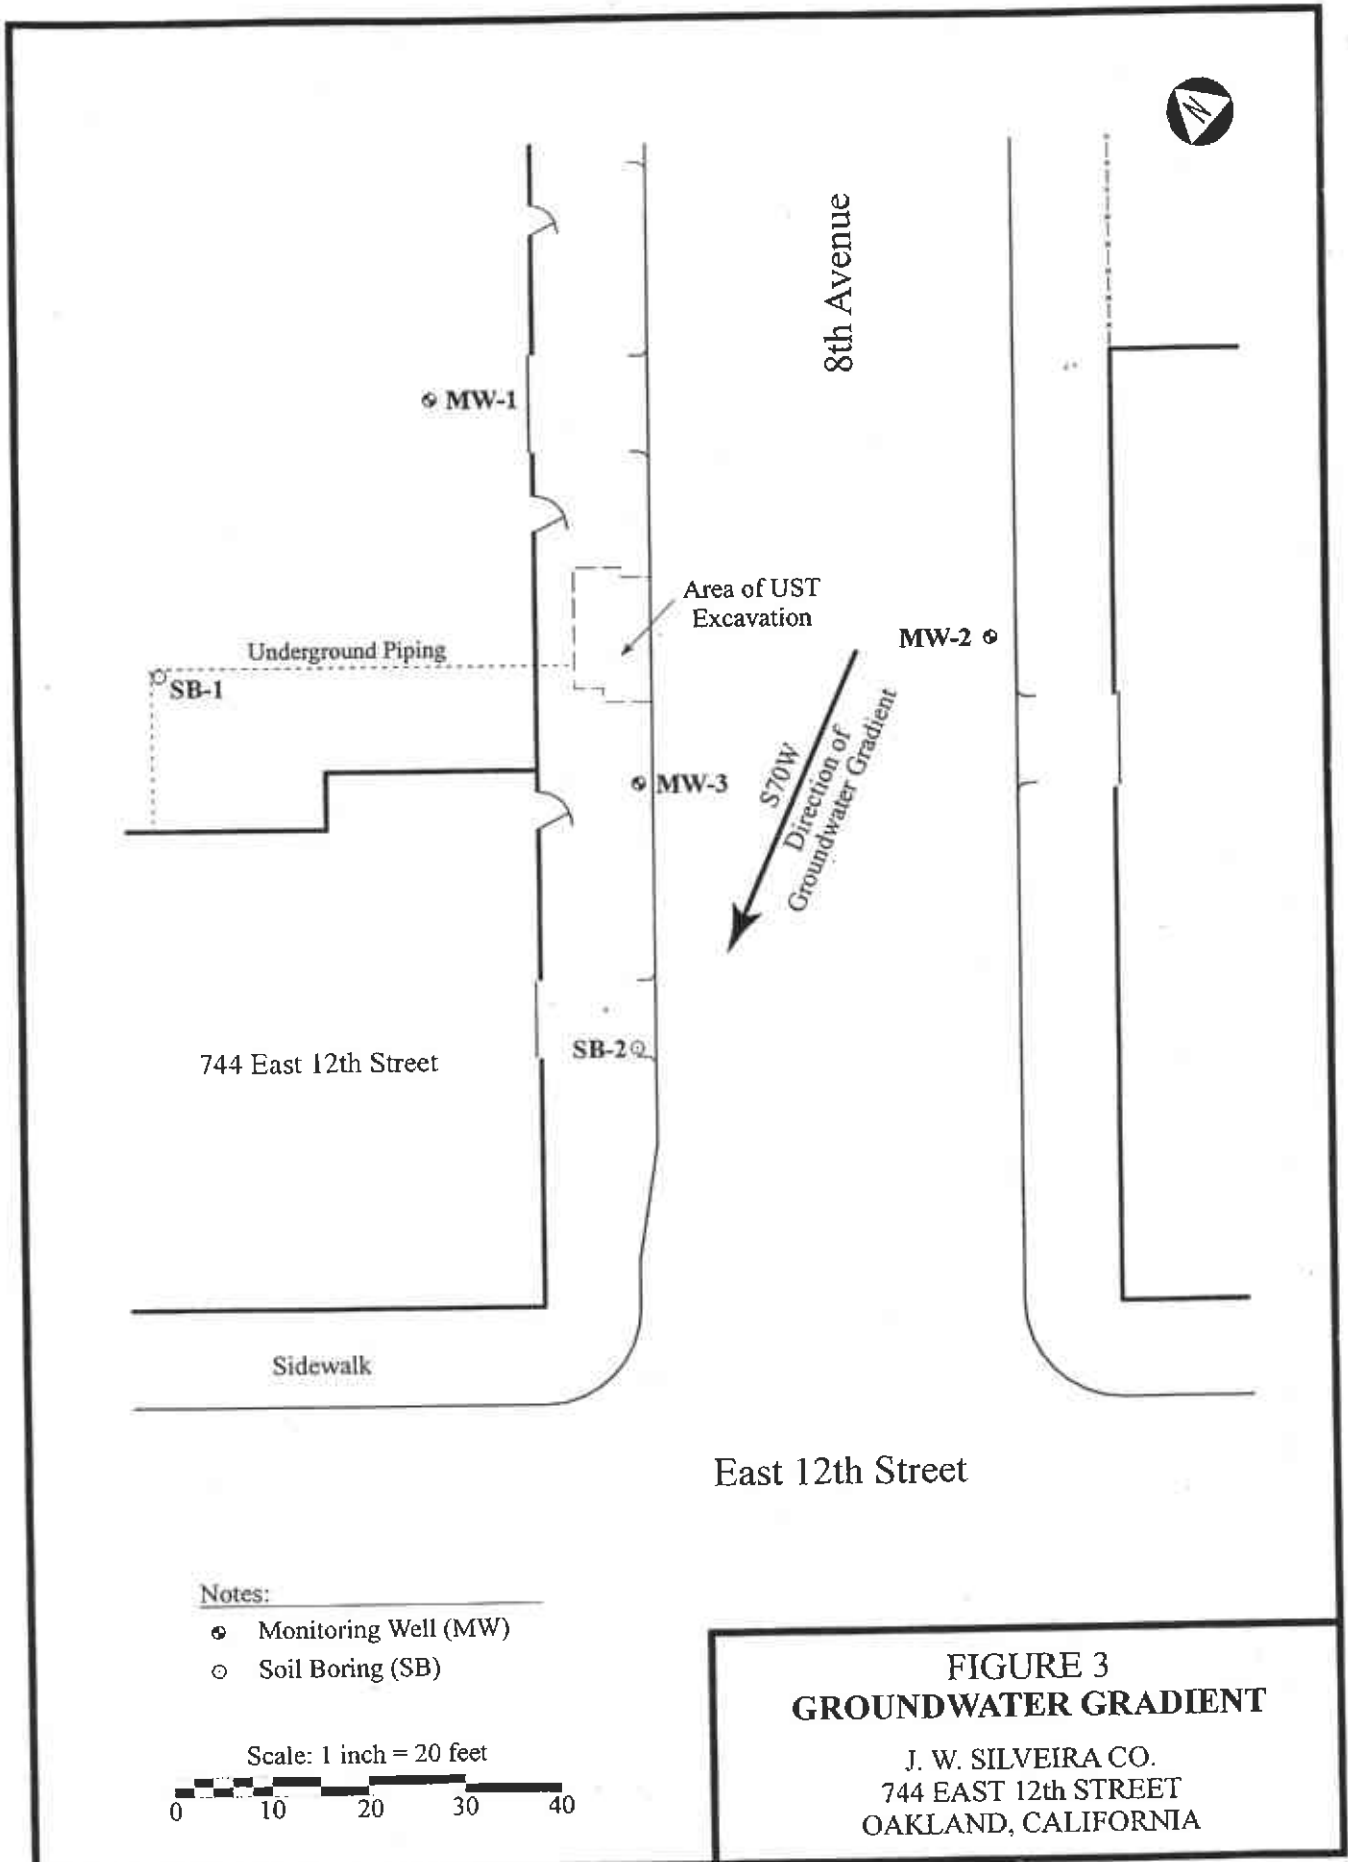 N
8th Avenue
MW-1
Area of UST
Excavation
MW-2
Underground Piping
SB-1
S70W
Direction of
Groundwater Gradient
MW-3
SB-2
744 East 12th Street
Sidewalk
East 12th Street
Notes:
Monitoring Well (MW)
Soil Boring (SB)
Scale: 1 inch = 20 feet
0 10 20 30 40
FIGURE 3
GROUNDWATER GRADIENT
J. W. SILVEIRA CO.
744 EAST 12th STREET
OAKLAND, CALIFORNIA